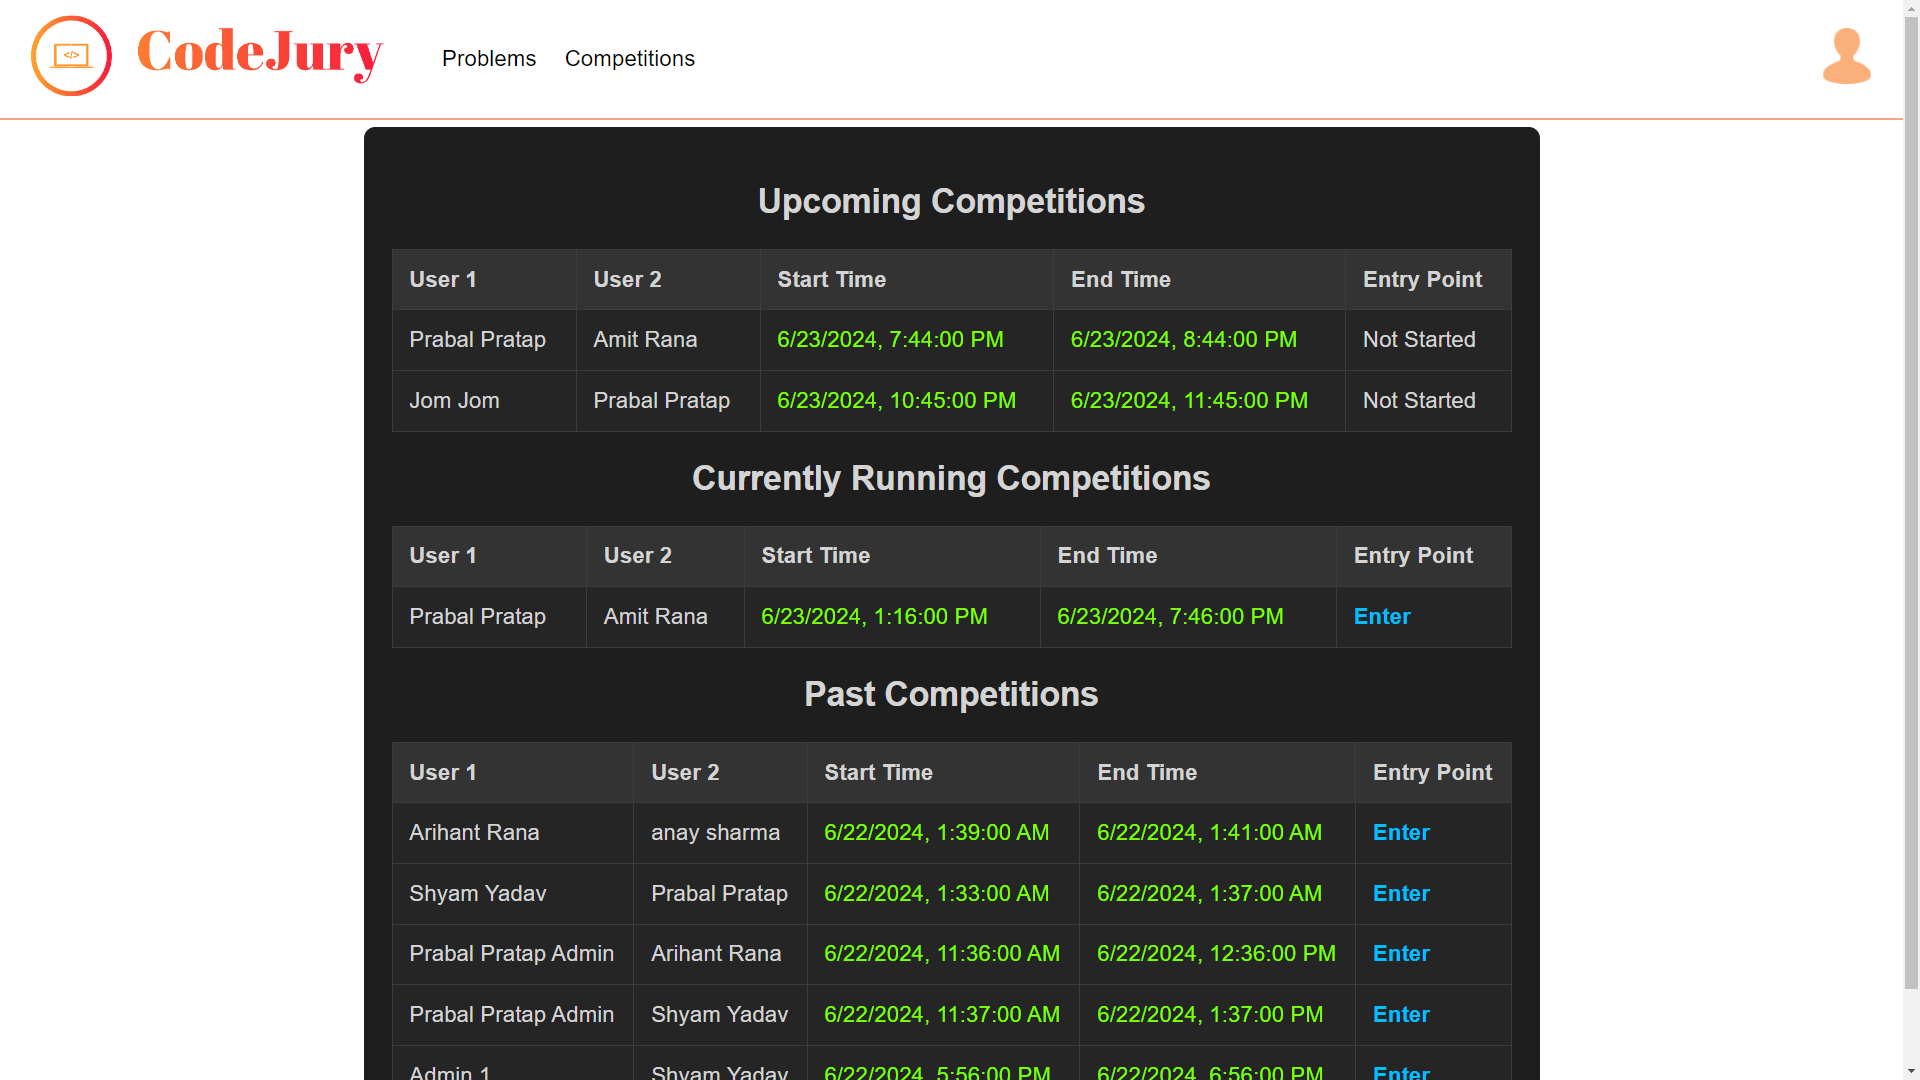 </>
CodeJury Problems Competitions
Upcoming Competitions
User 1 User 2 Start Time End Time Entry Point
Prabal Pratap Amit Rana 6/23/2024, 7:44:00 PM 6/23/2024, 8:44:00 PM Not Started
Jom Jom Prabal Pratap 6/23/2024, 10:45:00 PM 6/23/2024, 11:45:00 PM Not Started
Currently Running Competitions
User 1 User 2 Start Time End Time Entry Point
Prabal Pratap Amit Rana 6/23/2024, 1:16:00 PM 6/23/2024, 7:46:00 PM Enter
Past Competitions
User 1 User 2 Start Time End Time Entry Point
Arihant Rana anay sharma 6/22/2024, 1:39:00 AM 6/22/2024, 1:41:00 AM Enter
Shyam Yadav Prabal Pratap 6/22/2024, 1:33:00 AM 6/22/2024, 1:37:00 AM Enter
Prabal Pratap Admin Arihant Rana 6/22/2024, 11:36:00 AM 6/22/2024, 12:36:00 PM Enter
Prabal Pratap Admin Shyam Yadav 6/22/2024, 11:37:00 AM 6/22/2024, 1:37:00 PM Enter
Admin 1 Shyam Yadav 6/22/2024, 5:56:00 PM 6/22/2024, 6:56:00 PM Enter